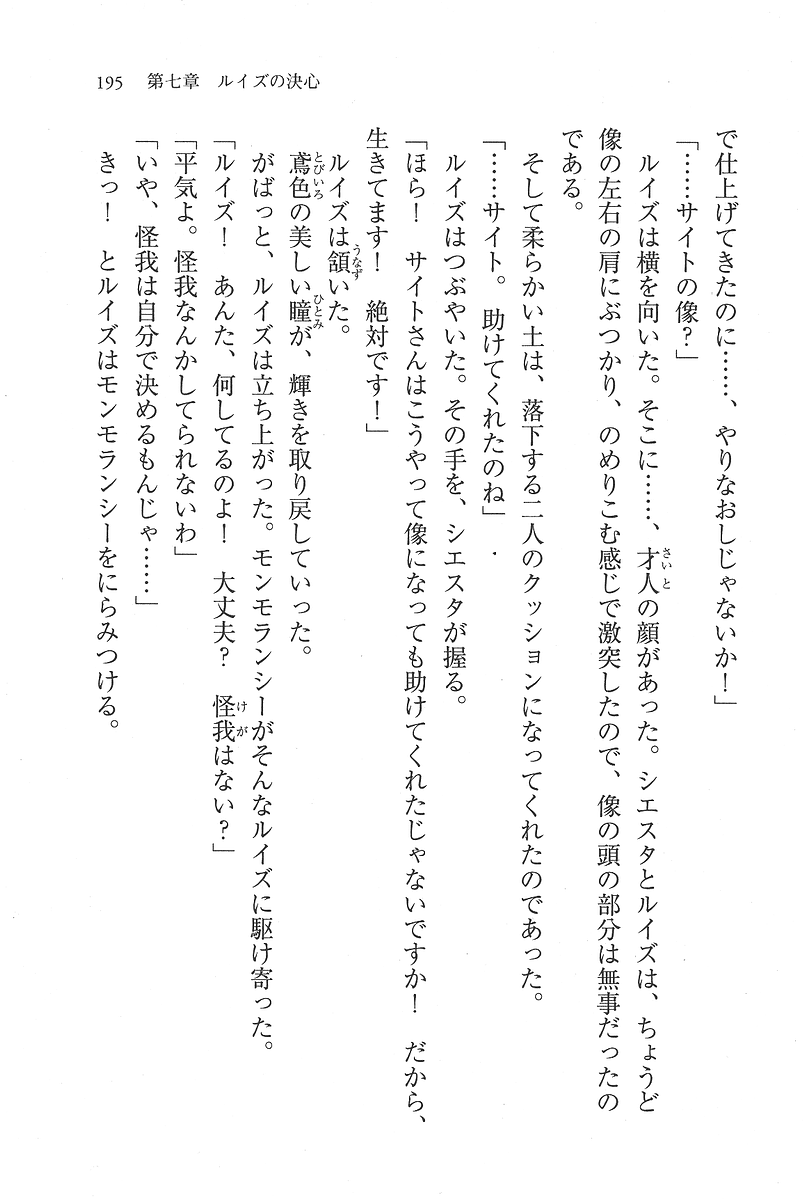 195　第七章　ルイズの決心
で仕上げてきたのに……、やりなおしじゃないか！」
「……サイトの像？」
　ルイズは横を向いた。そこに……、才人の顔があった。シエスタとルイズは、ちょうど
像の左右の肩にぶつかり、のめりこむ感じで激突したので、像の頭の部分は無事だったの
である。
　そして柔らかい土は、落下する二人のクッションになってくれたのであった。
「……サイト。助けてくれたのね」
　ルイズはつぶやいた。その手を、シエスタが握る。
「ほら！　サイトさんはこうやって像になっても助けてくれたじゃないですか！　だから、
生きてます！　絶対です！」
　ルイズは頷いた。
　鳶色の美しい瞳が、輝きを取り戻していった。
　がばっと、ルイズは立ち上がった。モンモランシーがそんなルイズに駆け寄った。
「ルイズ！　あんた、何してるのよ！　大丈夫？　怪我はない？」
「平気よ。怪我なんかしてられないわ」
「いや、怪我は自分で決めるもんじゃ……」
　きっ！　とルイズはモンモランシーをにらみつける。